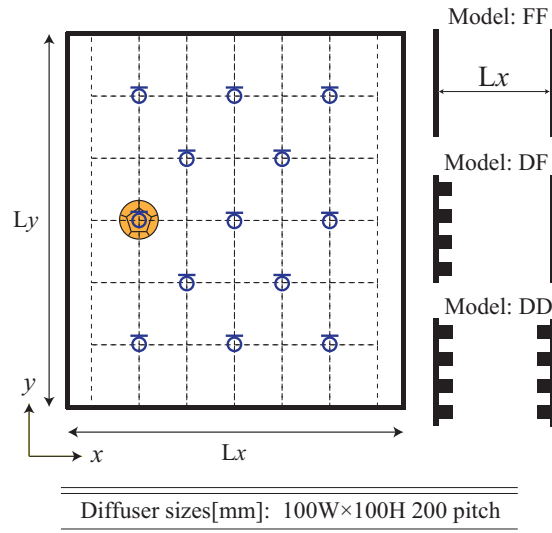 Model: FF
Lx
Model: DF
Ly
Model: DD
y
x
Lx
Diffuser sizes[mm]: 100W×100H 200 pitch